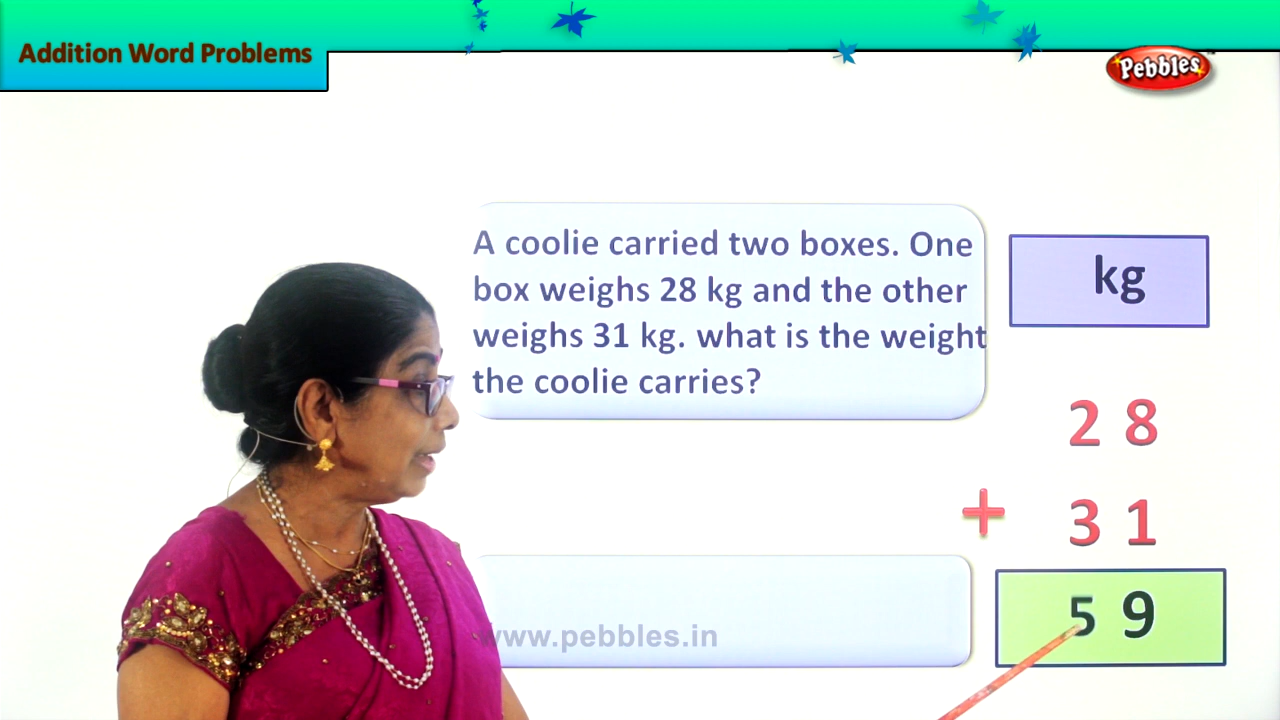 Addition Word Problems
Pebbles
A coolie carried two boxes. One
box weighs 28 kg and the other
weighs 31 kg. what is the weight
the coolie carries?
kg
2 8
+ 3 1
5 9
www.pebbles.in